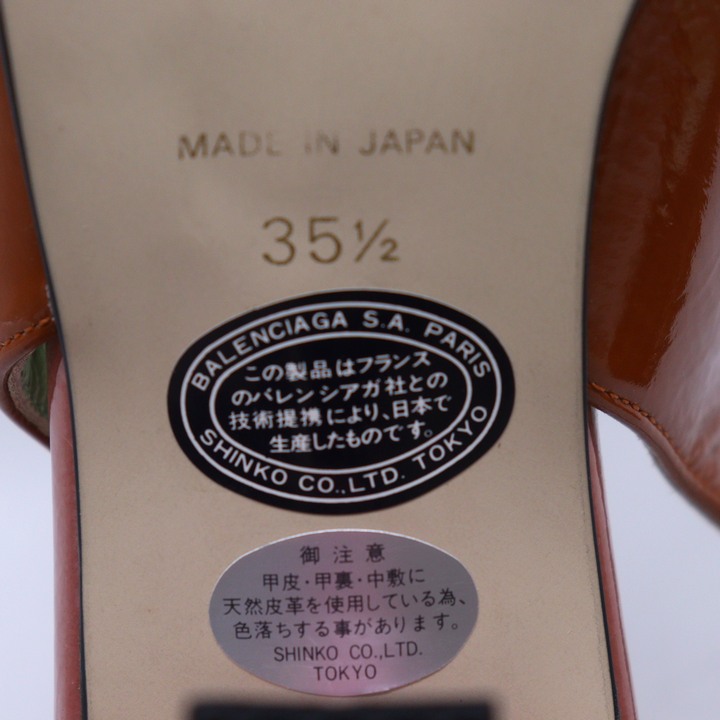 MADE IN JAPAN
35½
BALENCIAGA S.A. PARIS
この製品はフランス
のバレンシアガ社との
技術提携により、日本で
生産したものです。
SHINKO CO.,LTD. TOKYO
御注意
甲皮・甲裏・中敷に
天然皮革を使用している為、
色落ちする事があります。
SHINKO CO.,LTD.
TOKYO